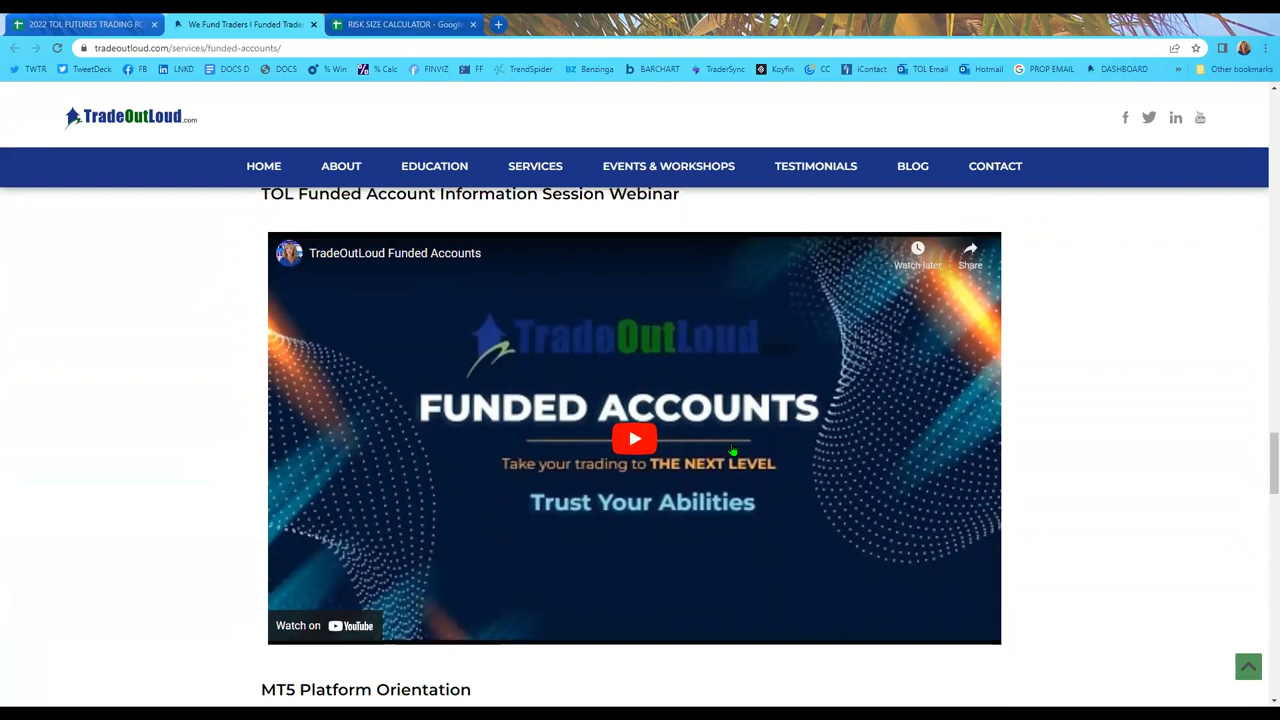 2022 TOL FUTURES TRADING RO
We Fund Traders I Funded Trade
RISK SIZE CALCULATOR - Google
tradeoutloud.com/services/funded-accounts/
TWTR TweetDeck FB LNKD DOCS D DOCS % Win % Calc FINVIZ FF TrendSpider Benzinga BARCHART TraderSync Koyfin CC iContact TOL Email Hotmail PROP EMAIL DASHBOARD » Other bookmarks
TradeOutLoud.com
HOME ABOUT EDUCATION SERVICES EVENTS & WORKSHOPS TESTIMONIALS BLOG CONTACT
TOL Funded Account Information Session Webinar
TradeOutLoud Funded Accounts
Watch later Share
TradeOutLoud
FUNDED ACCOUNTS
Take your trading to THE NEXT LEVEL
Trust Your Abilities
Watch on YouTube
MT5 Platform Orientation